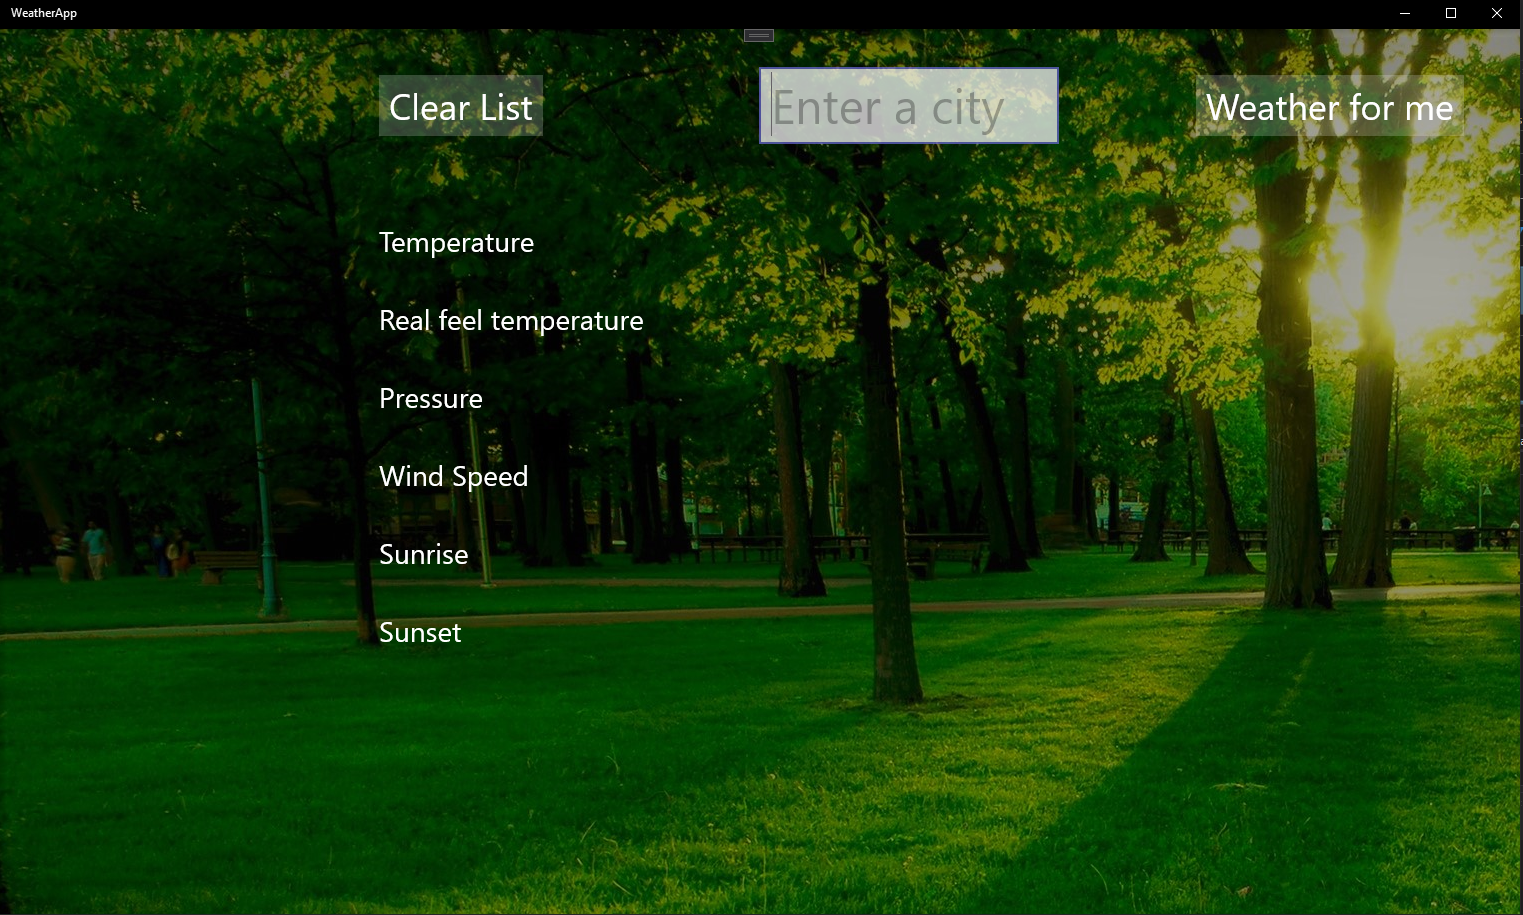 WeatherApp
Clear List
Enter a city
Weather for me
Temperature
Real feel temperature
Pressure
Wind Speed
Sunrise
Sunset